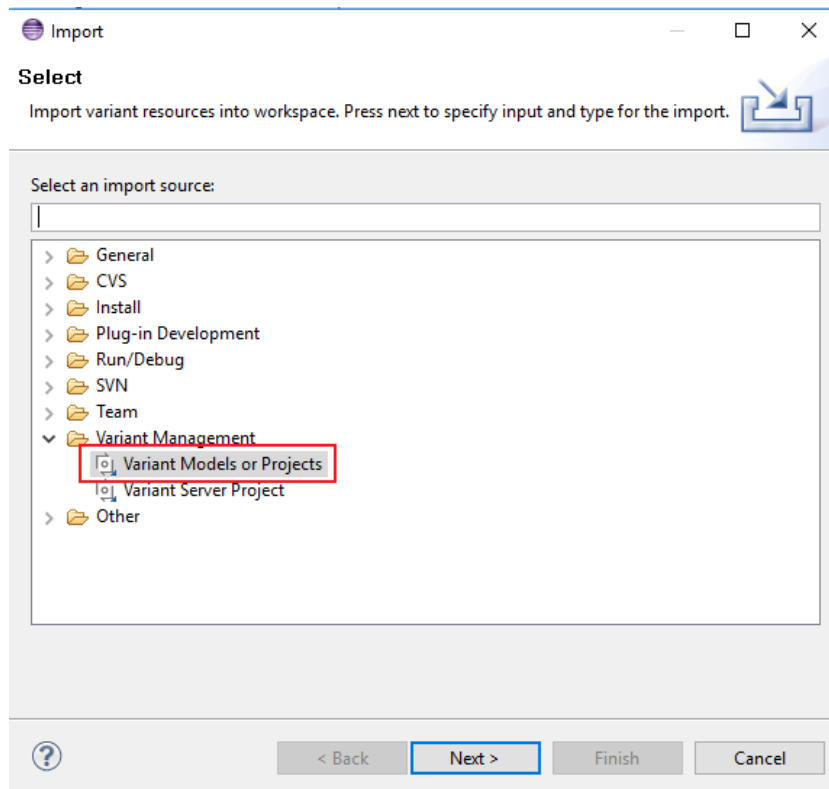 Import
Select
Import variant resources into workspace. Press next to specify input and type for the import.
Select an import source:
General
CVS
Install
Plug-in Development
Run/Debug
SVN
Team
Variant Management
Variant Models or Projects
Variant Server Project
Other
?
< Back
Next >
Finish
Cancel